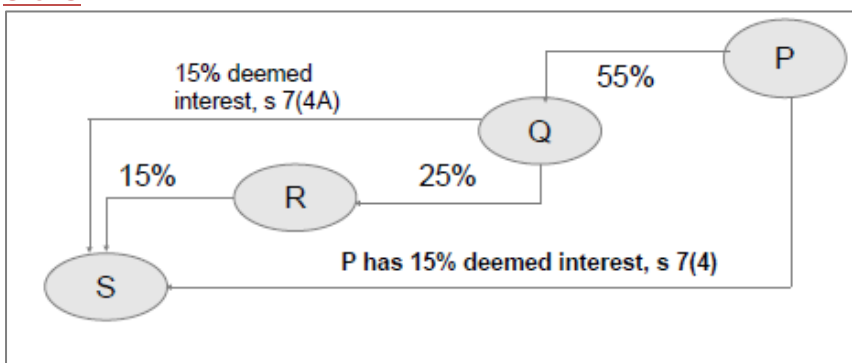 P
55%
15% deemed
interest, s 7(4A)
Q
15%
25%
R
P has 15% deemed interest, s 7(4)
S